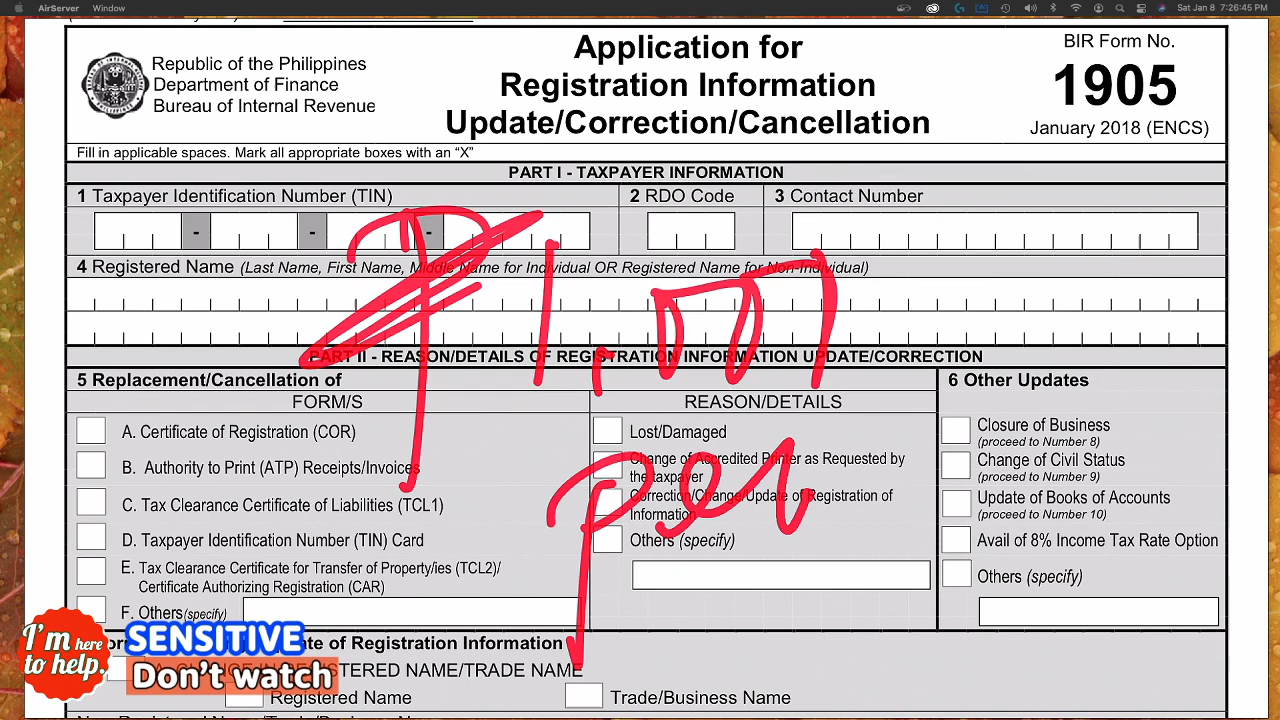 AirServer Window Sat Jan 8 7:26:45 PM
Republic of the Philippines
Department of Finance
Bureau of Internal Revenue
Application for
Registration Information
Update/Correction/Cancellation
BIR Form No.
1905
January 2018 (ENCS)
Fill in applicable spaces. Mark all appropriate boxes with an “X”
PART I - TAXPAYER INFORMATION
1 Taxpayer Identification Number (TIN)
2 RDO Code
3 Contact Number
- - -
4 Registered Name (Last Name, First Name, Middle Name for Individual OR Registered Name for Non-Individual)
₱1,00
per
PART II - REASON/DETAILS OF REGISTRATION INFORMATION UPDATE/CORRECTION
5 Replacement/Cancellation of
FORM/S
A. Certificate of Registration (COR)
B. Authority to Print (ATP) Receipts/Invoices
C. Tax Clearance Certificate of Liabilities (TCL1)
D. Taxpayer Identification Number (TIN) Card
E. Tax Clearance Certificate for Transfer of Property/ies (TCL2)/
Certificate Authorizing Registration (CAR)
F. Others(specify)
REASON/DETAILS
Lost/Damaged
Change of Accredited Printer as Requested by
the taxpayer
Correction/Change/Update of Registration of
Information
Others (specify)
6 Other Updates
Closure of Business
(proceed to Number 8)
Change of Civil Status
(proceed to Number 9)
Update of Books of Accounts
(proceed to Number 10)
Avail of 8% Income Tax Rate Option
Others (specify)
of Registration Information
REGISTERED NAME/TRADE NAME
Registered Name
Trade/Business Name
I'm here
to help.
SENSITIVE
Don't watch